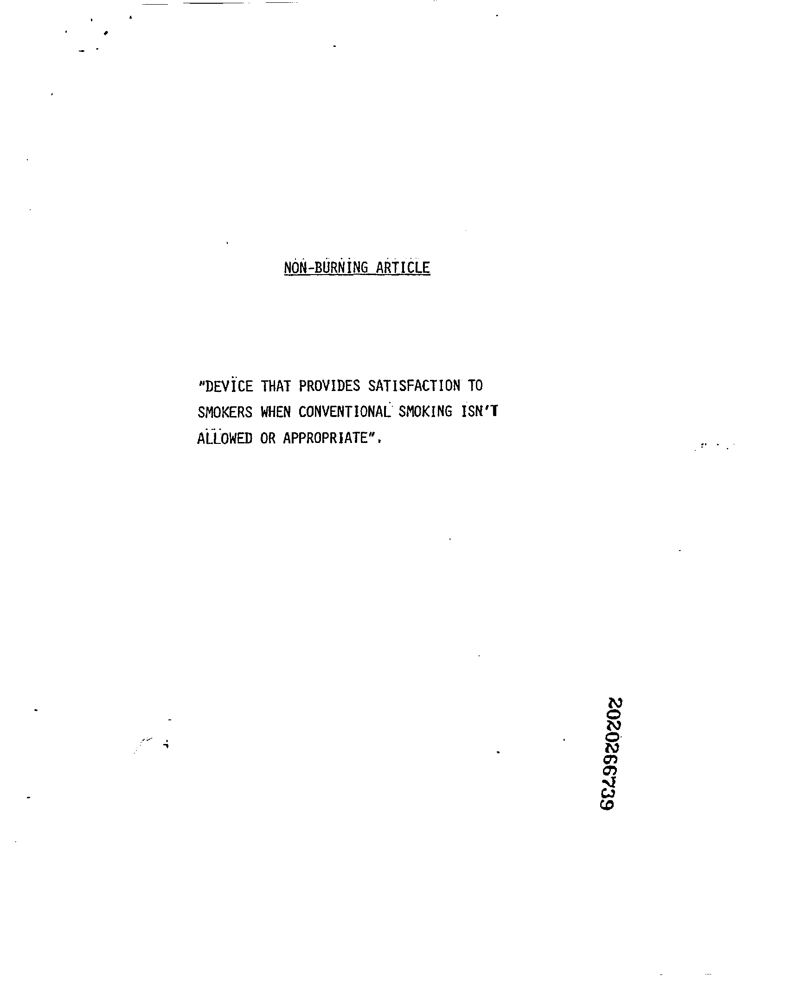 NON-BURNING ARTICLE
"DEVICE THAT PROVIDES SATISFACTION TO
SMOKERS WHEN CONVENTIONAL SMOKING ISN'T
ALLOWED OR APPROPRIATE".
2020266739